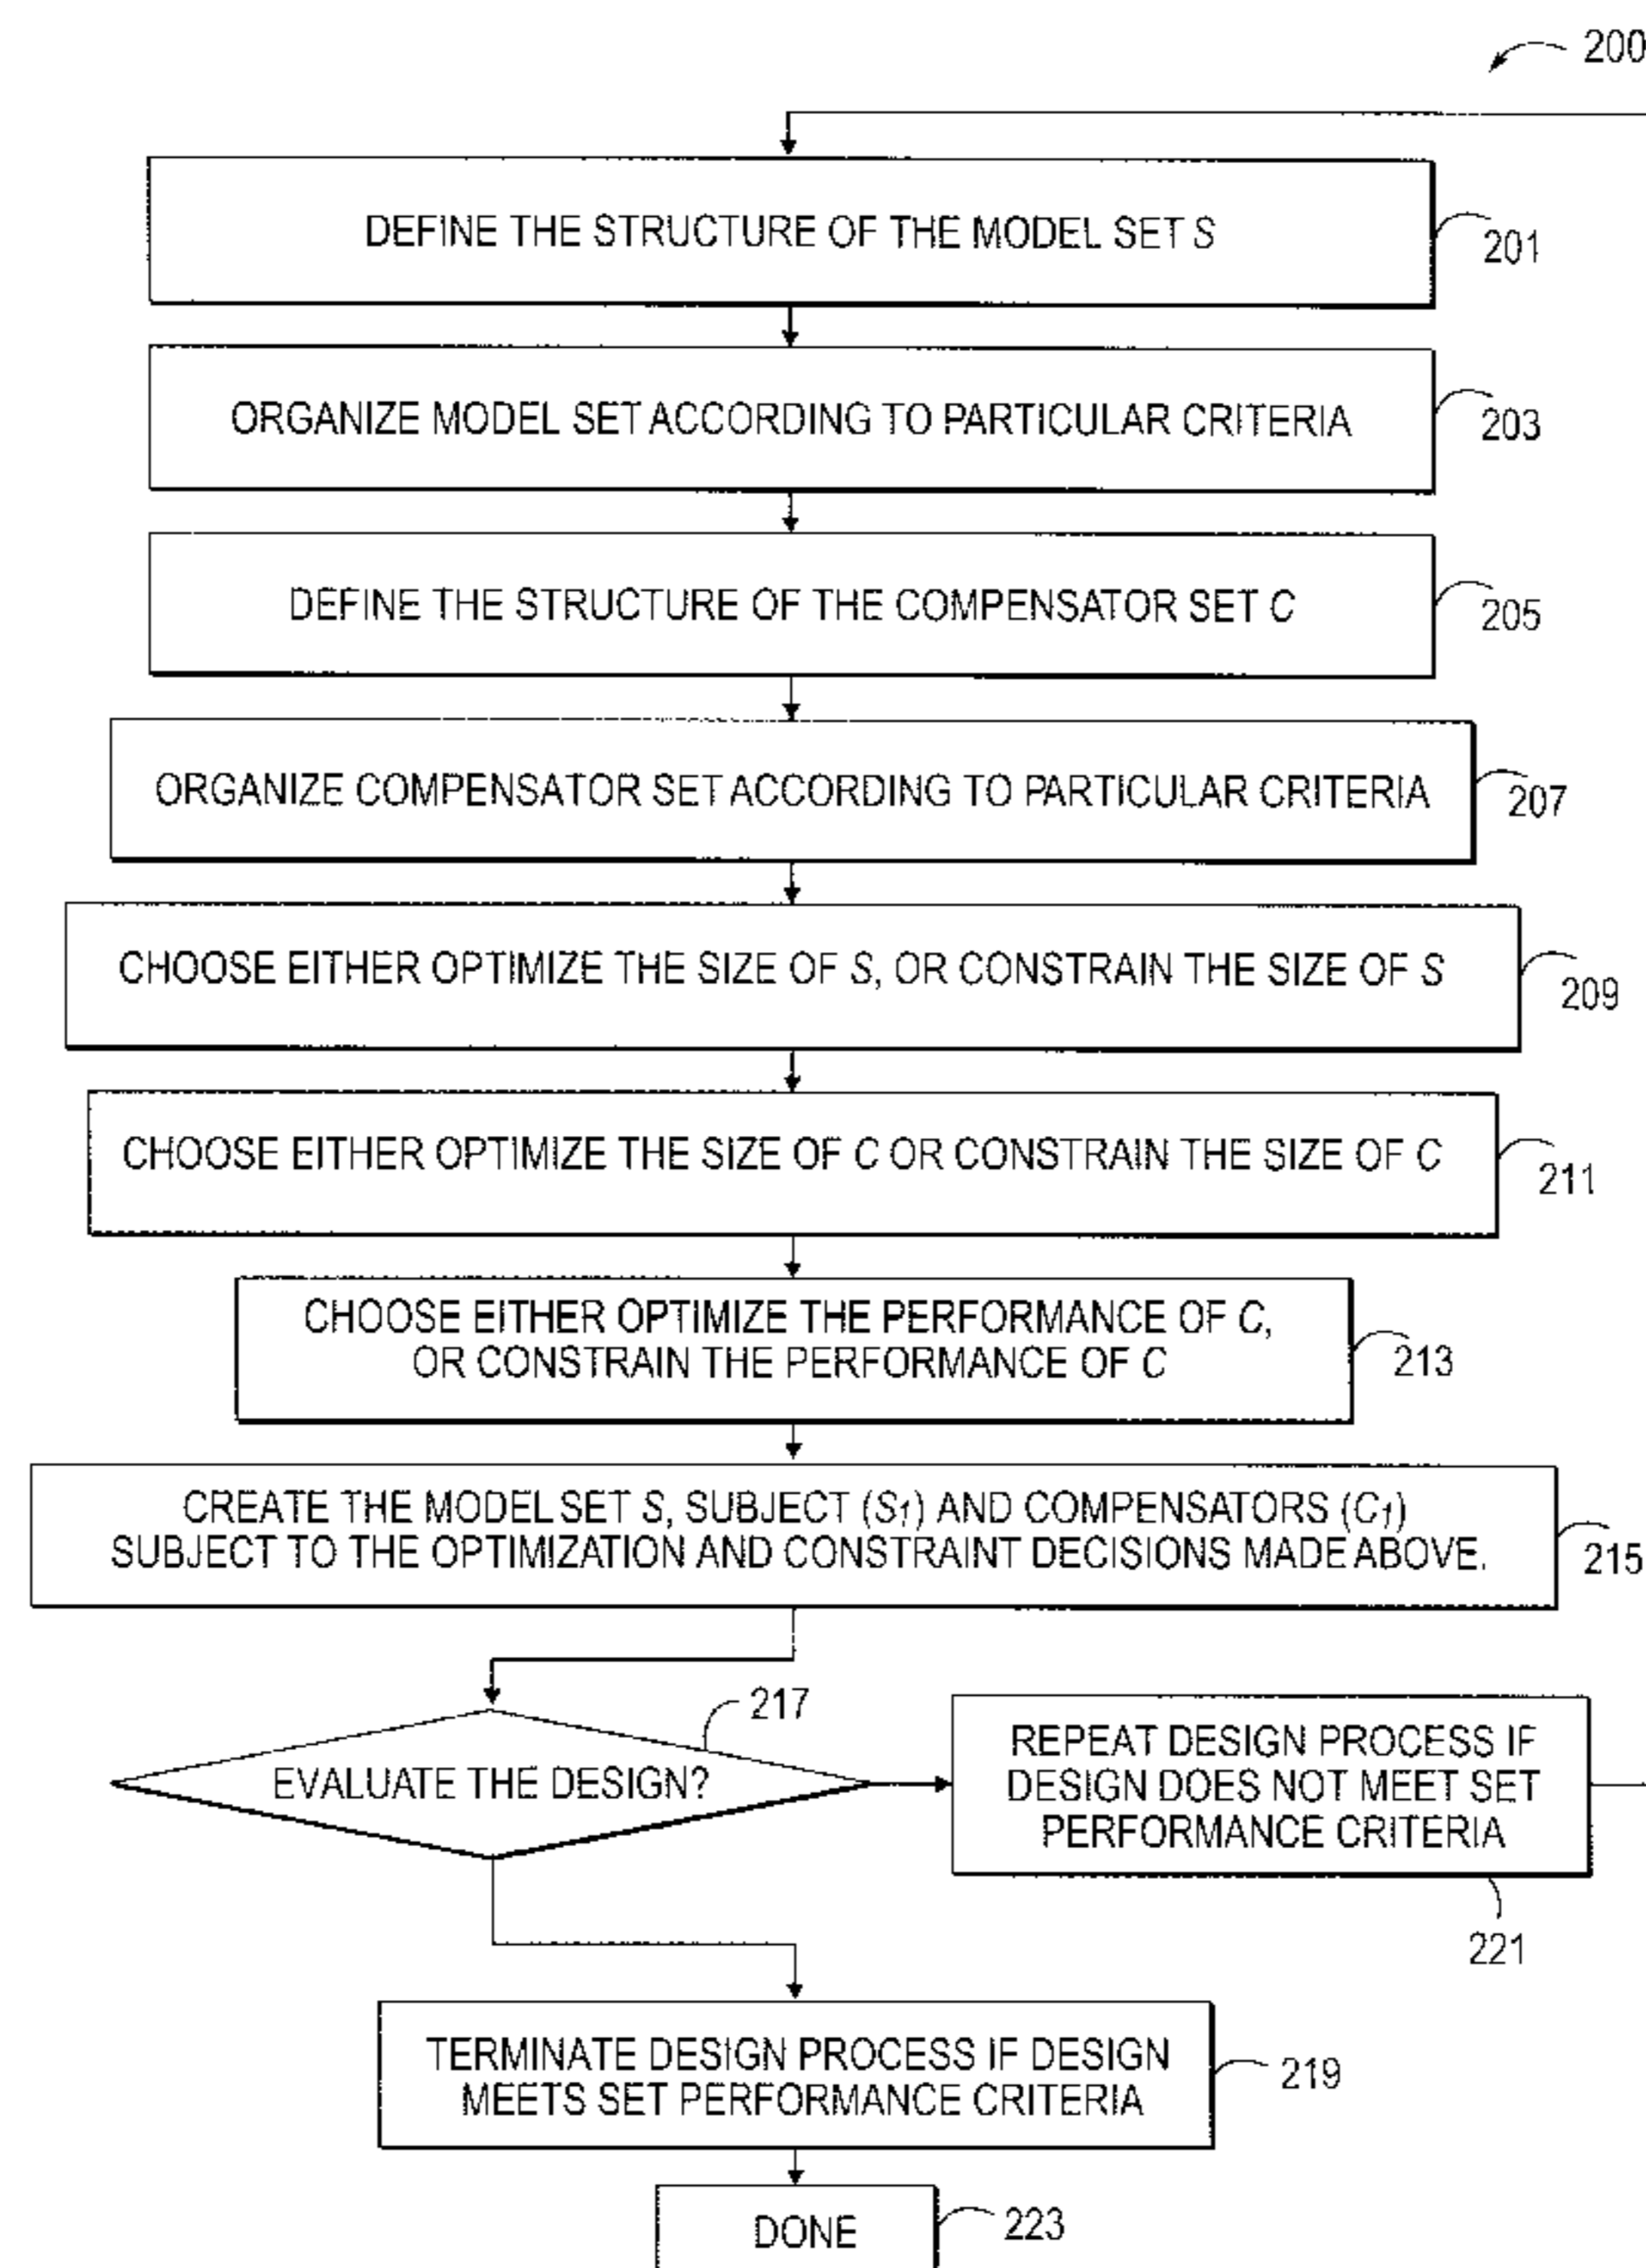 200
DEFINE THE STRUCTURE OF THE MODEL SET S
201
ORGANIZE MODEL SET ACCORDING TO PARTICULAR CRITERIA
203
DEFINE THE STRUCTURE OF THE COMPENSATOR SET C
205
ORGANIZE COMPENSATOR SET ACCORDING TO PARTICULAR CRITERIA
207
CHOOSE EITHER OPTIMIZE THE SIZE OF S, OR CONSTRAIN THE SIZE OF S
209
CHOOSE EITHER OPTIMIZE THE SIZE OF C OR CONSTRAIN THE SIZE OF C
211
CHOOSE EITHER OPTIMIZE THE PERFORMANCE OF C,
OR CONSTRAIN THE PERFORMANCE OF C
213
CREATE THE MODEL SET S, SUBJECT (S1) AND COMPENSATORS (C1)
SUBJECT TO THE OPTIMIZATION AND CONSTRAINT DECISIONS MADE ABOVE.
215
217
EVALUATE THE DESIGN?
REPEAT DESIGN PROCESS IF
DESIGN DOES NOT MEET SET
PERFORMANCE CRITERIA
221
TERMINATE DESIGN PROCESS IF DESIGN
MEETS SET PERFORMANCE CRITERIA
219
DONE
223